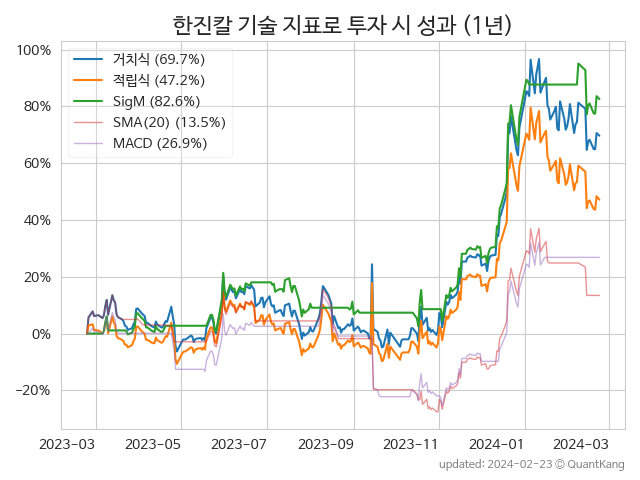 한진칼 기술 지표로 투자 시 성과 (1년)
100%
80%
60%
40%
20%
0%
−20%
거치식 (69.7%)
적립식 (47.2%)
SigM (82.6%)
SMA(20) (13.5%)
MACD (26.9%)
2023-03 2023-05 2023-07 2023-09 2023-11 2024-01 2024-03
updated: 2024-02-23 ⓒ QuantKang